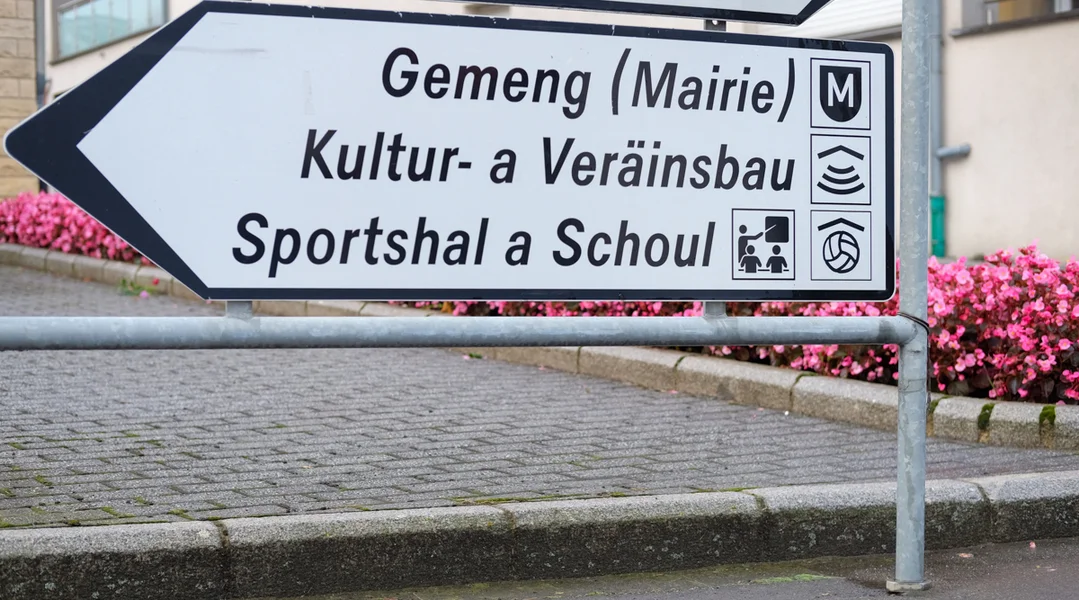 Gemeng (Mairie) M
Kultur- a Veräinsbau
Sportshal a Schoul